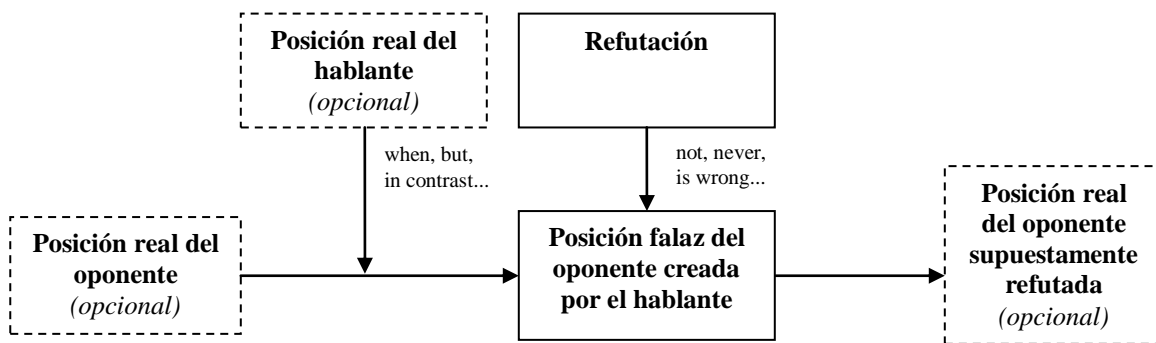 Posición real del
hablante
(opcional)
Refutación
when, but,
in contrast...
not, never,
is wrong...
Posición real del
oponente
(opcional)
Posición falaz del
oponente creada
por el hablante
Posición real
del oponente
supuestamente
refutada
(opcional)